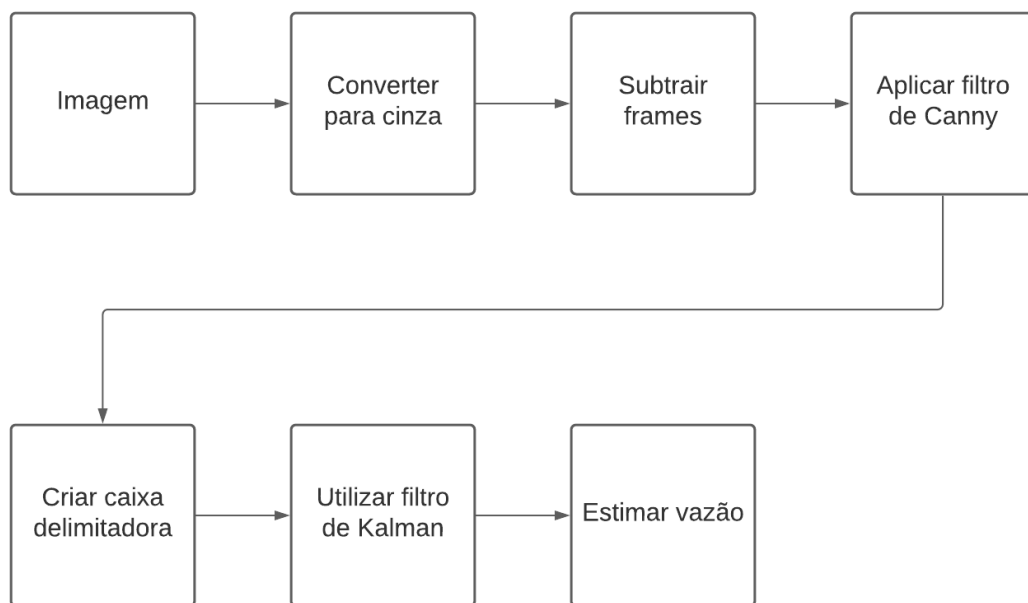 Imagem
Converter
para cinza
Subtrair
frames
Aplicar filtro
de Canny
Criar caixa
delimitadora
Utilizar filtro
de Kalman
Estimar vazão